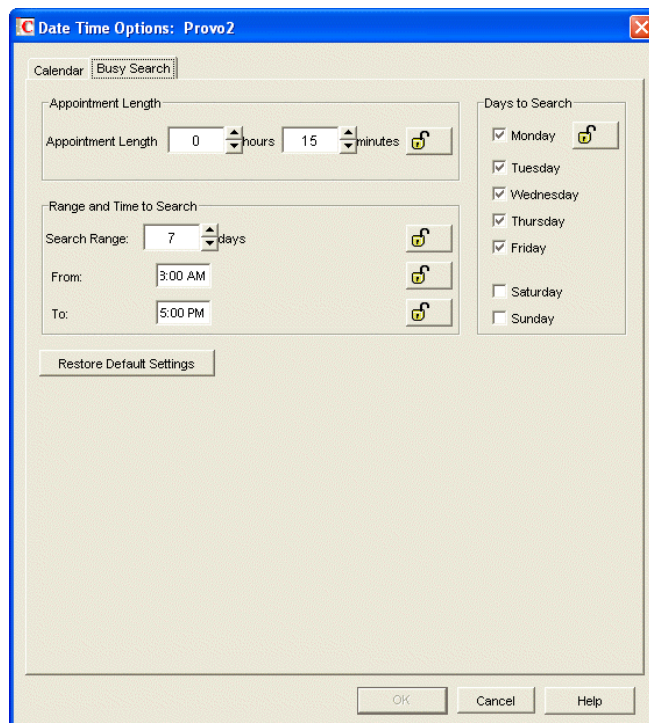 Date Time Options: Provo2
Calendar
Busy Search
Appointment Length
Appointment Length 0 hours 15 minutes
Range and Time to Search
Search Range: 7 days
From: 3:00 AM
To: 5:00 PM
Restore Default Settings
Days to Search
Monday
Tuesday
Wednesday
Thursday
Friday
Saturday
Sunday
OK Cancel Help